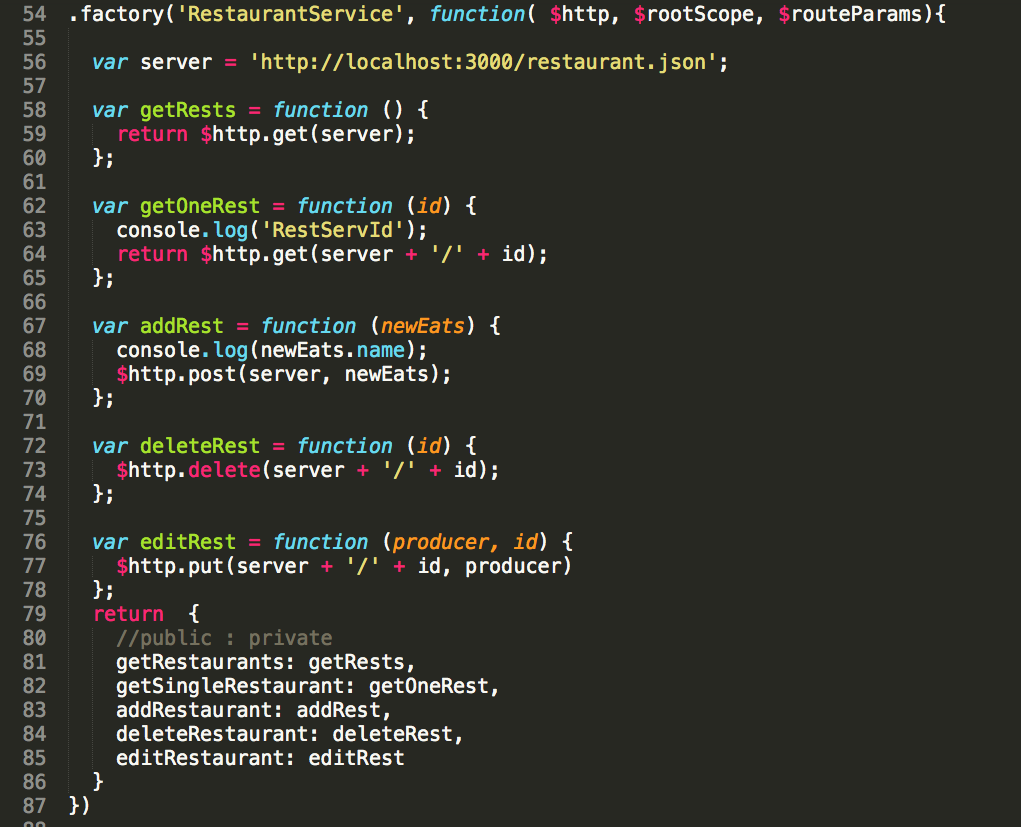 54 .factory('RestaurantService', function( $http, $rootScope, $routeParams){
55
56   var server = 'http://localhost:3000/restaurant.json';
57
58   var getRests = function () {
59     return $http.get(server);
60   };
61
62   var getOneRest = function (id) {
63     console.log('RestServId');
64     return $http.get(server + '/' + id);
65   };
66
67   var addRest = function (newEats) {
68     console.log(newEats.name);
69     $http.post(server, newEats);
70   };
71
72   var deleteRest = function (id) {
73     $http.delete(server + '/' + id);
74   };
75
76   var editRest = function (producer, id) {
77     $http.put(server + '/' + id, producer)
78   };
79   return  {
80     //public : private
81     getRestaurants: getRests,
82     getSingleRestaurant: getOneRest,
83     addRestaurant: addRest,
84     deleteRestaurant: deleteRest,
85     editRestaurant: editRest
86   }
87 })